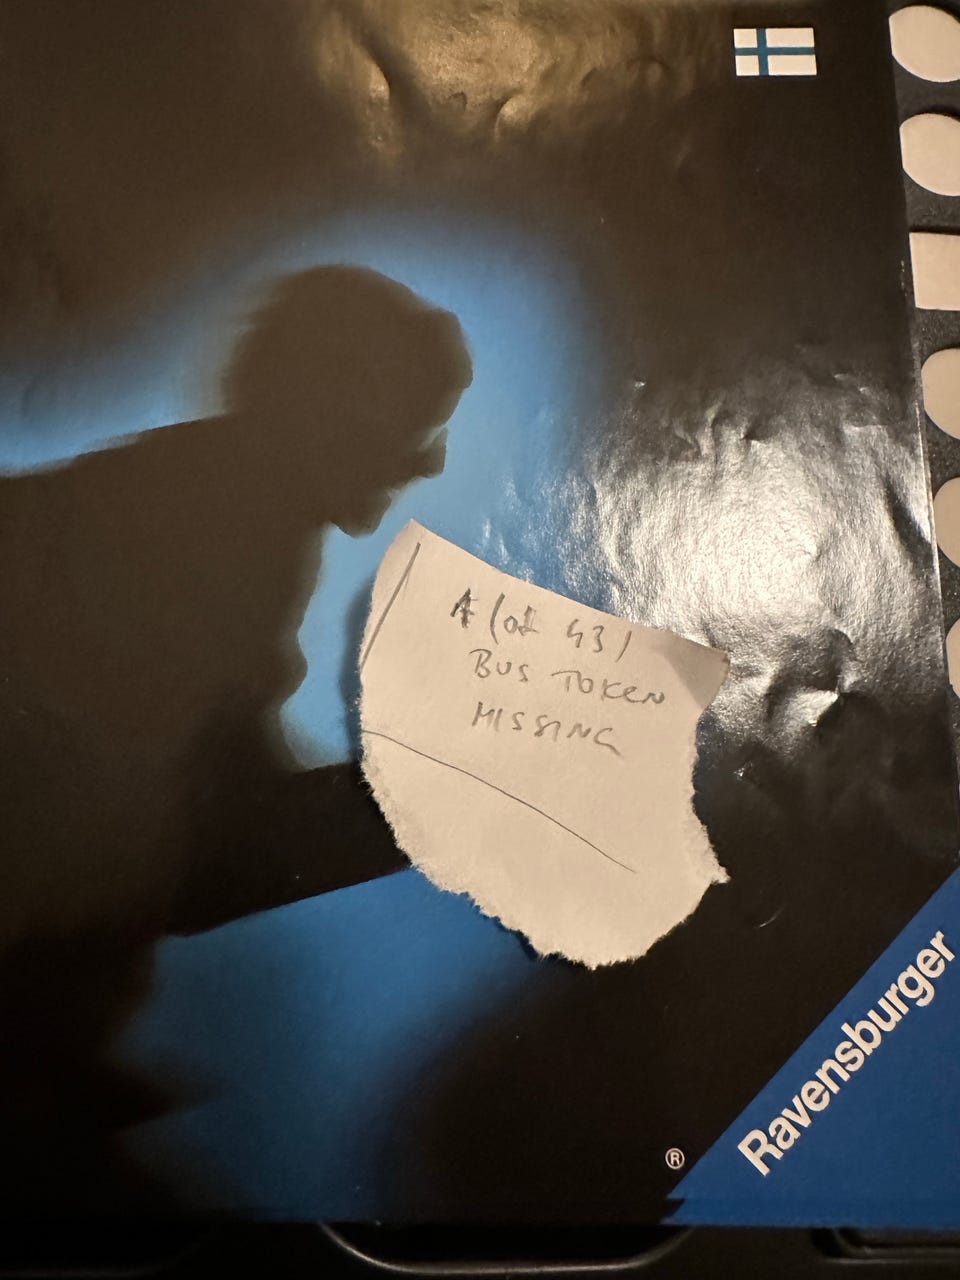 1 (of 43)
BUS TOKEN
MISSING
Ravensburger
®